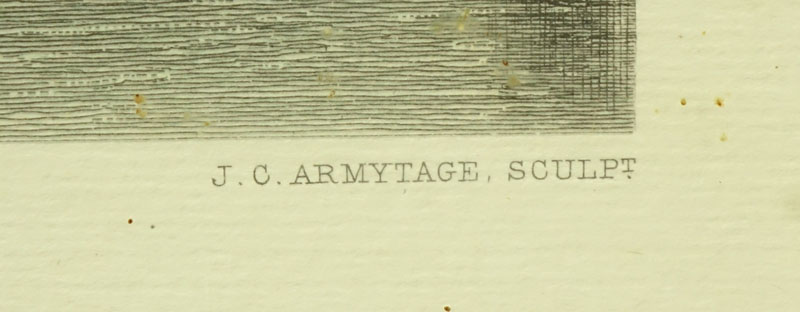 J. C. ARMYTAGE, SCULPT